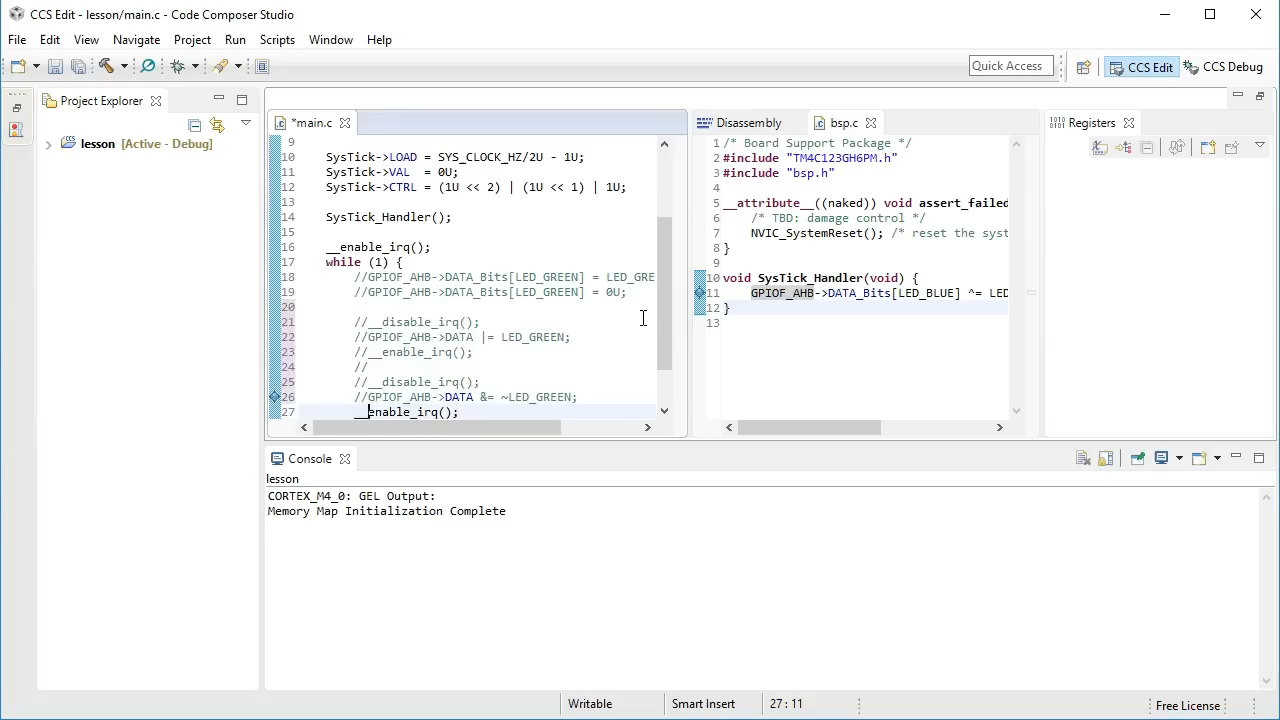 CCS Edit - lesson/main.c - Code Composer Studio
File Edit View Navigate Project Run Scripts Window Help
Quick Access CCS Edit CCS Debug
Project Explorer
lesson [Active - Debug]
*main.c
9
10 SysTick->LOAD = SYS_CLOCK_HZ/2U - 1U;
11 SysTick->VAL = 0U;
12 SysTick->CTRL = (1U << 2) | (1U << 1) | 1U;
13
14 SysTick_Handler();
15
16 __enable_irq();
17 while (1) {
18 //GPIOF_AHB->DATA_Bits[LED_GREEN] = LED_GRE
19 //GPIOF_AHB->DATA_Bits[LED_GREEN] = 0U;
20
21 //__disable_irq();
22 //GPIOF_AHB->DATA |= LED_GREEN;
23 //__enable_irq();
24 //
25 //__disable_irq();
26 //GPIOF_AHB->DATA &= ~LED_GREEN;
27 __enable_irq();
Disassembly bsp.c
1 /* Board Support Package */
2 #include "TM4C123GH6PM.h"
3 #include "bsp.h"
4
5 __attribute__((naked)) void assert_failed
6 /* TBD: damage control */
7 NVIC_SystemReset(); /* reset the syst
8 }
9
10 void SysTick_Handler(void) {
11 GPIOF_AHB->DATA_Bits[LED_BLUE] ^= LED
12 }
13
Registers
Console
lesson
CORTEX_M4_0: GEL Output:
Memory Map Initialization Complete
Writable Smart Insert 27 : 11 Free License